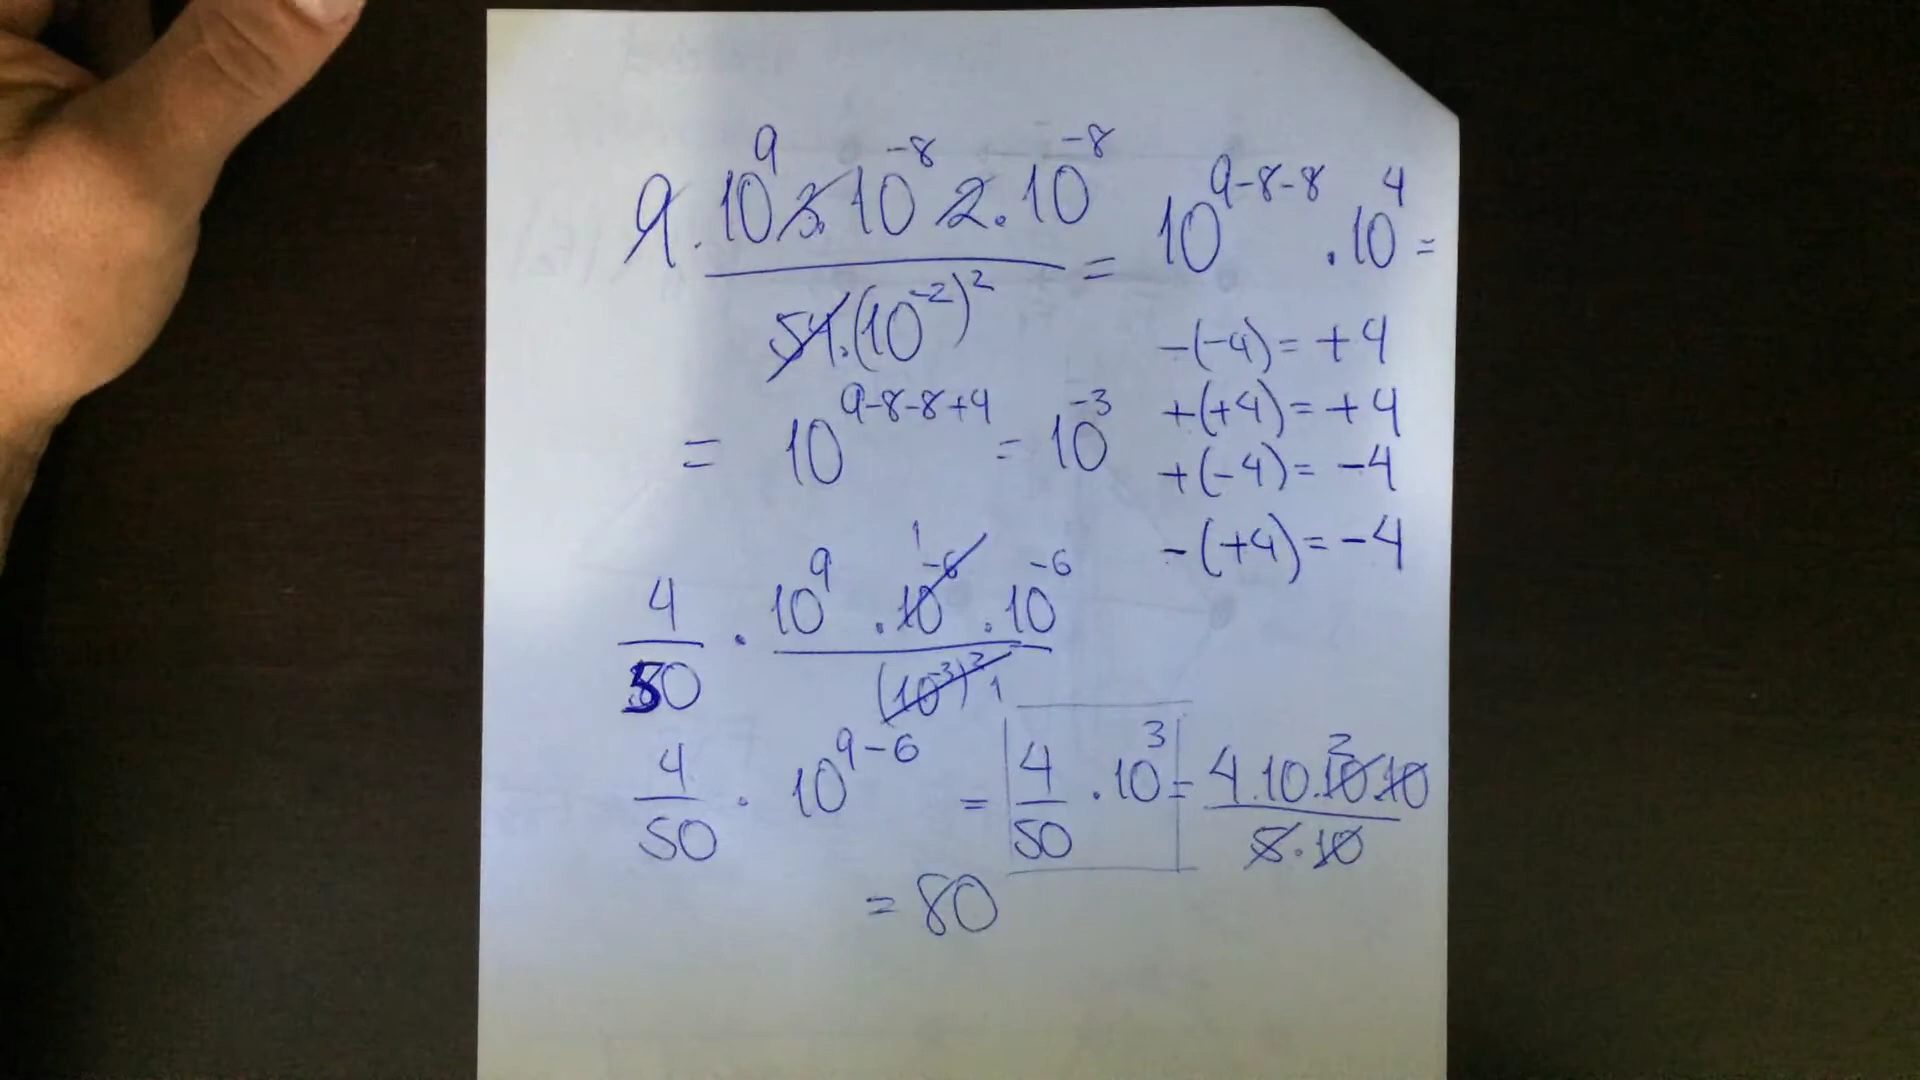 9 . 10^9 3. 10^-8 2. 10^-8 / 54. (10^-2)^2 = 10^9-8-8 . 10^4 =
-(-4) = +4
= 10^9-8-8+4 = 10^-3
+(+4) = +4
+(-4) = -4
-(+4) = -4
4/50 . 10^9 . 10^-6 1 . 10^-6 / (10^-3)^2 1
4/50 . 10^9-6 = 4/50 . 10^3 = 4.10.10 2.10 / 5.10
= 80